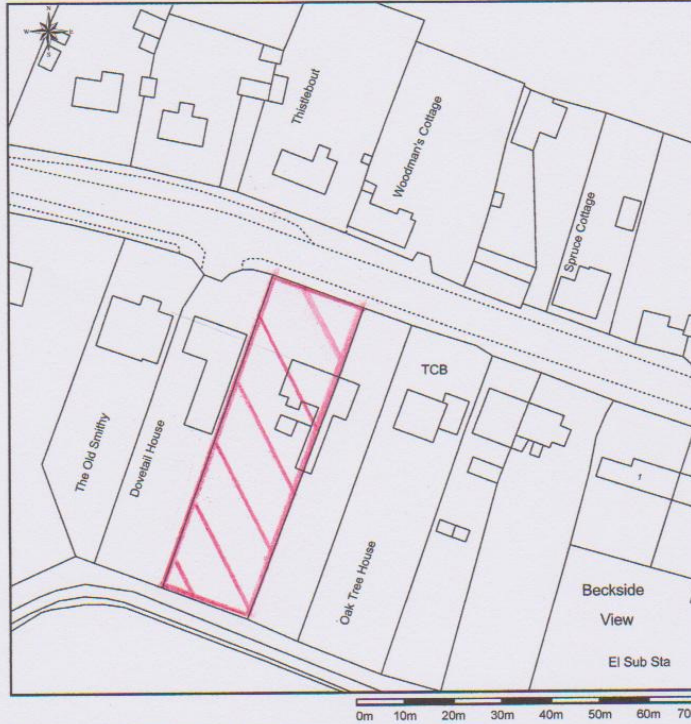 N
W
E
S
Thistlebout
Woodman's Cottage
Spruce Cottage
The Old Smithy
Dovetail House
TCB
Oak Tree House
1
Beckside
View
El Sub Sta
0m 10m 20m 30m 40m 50m 60m 70